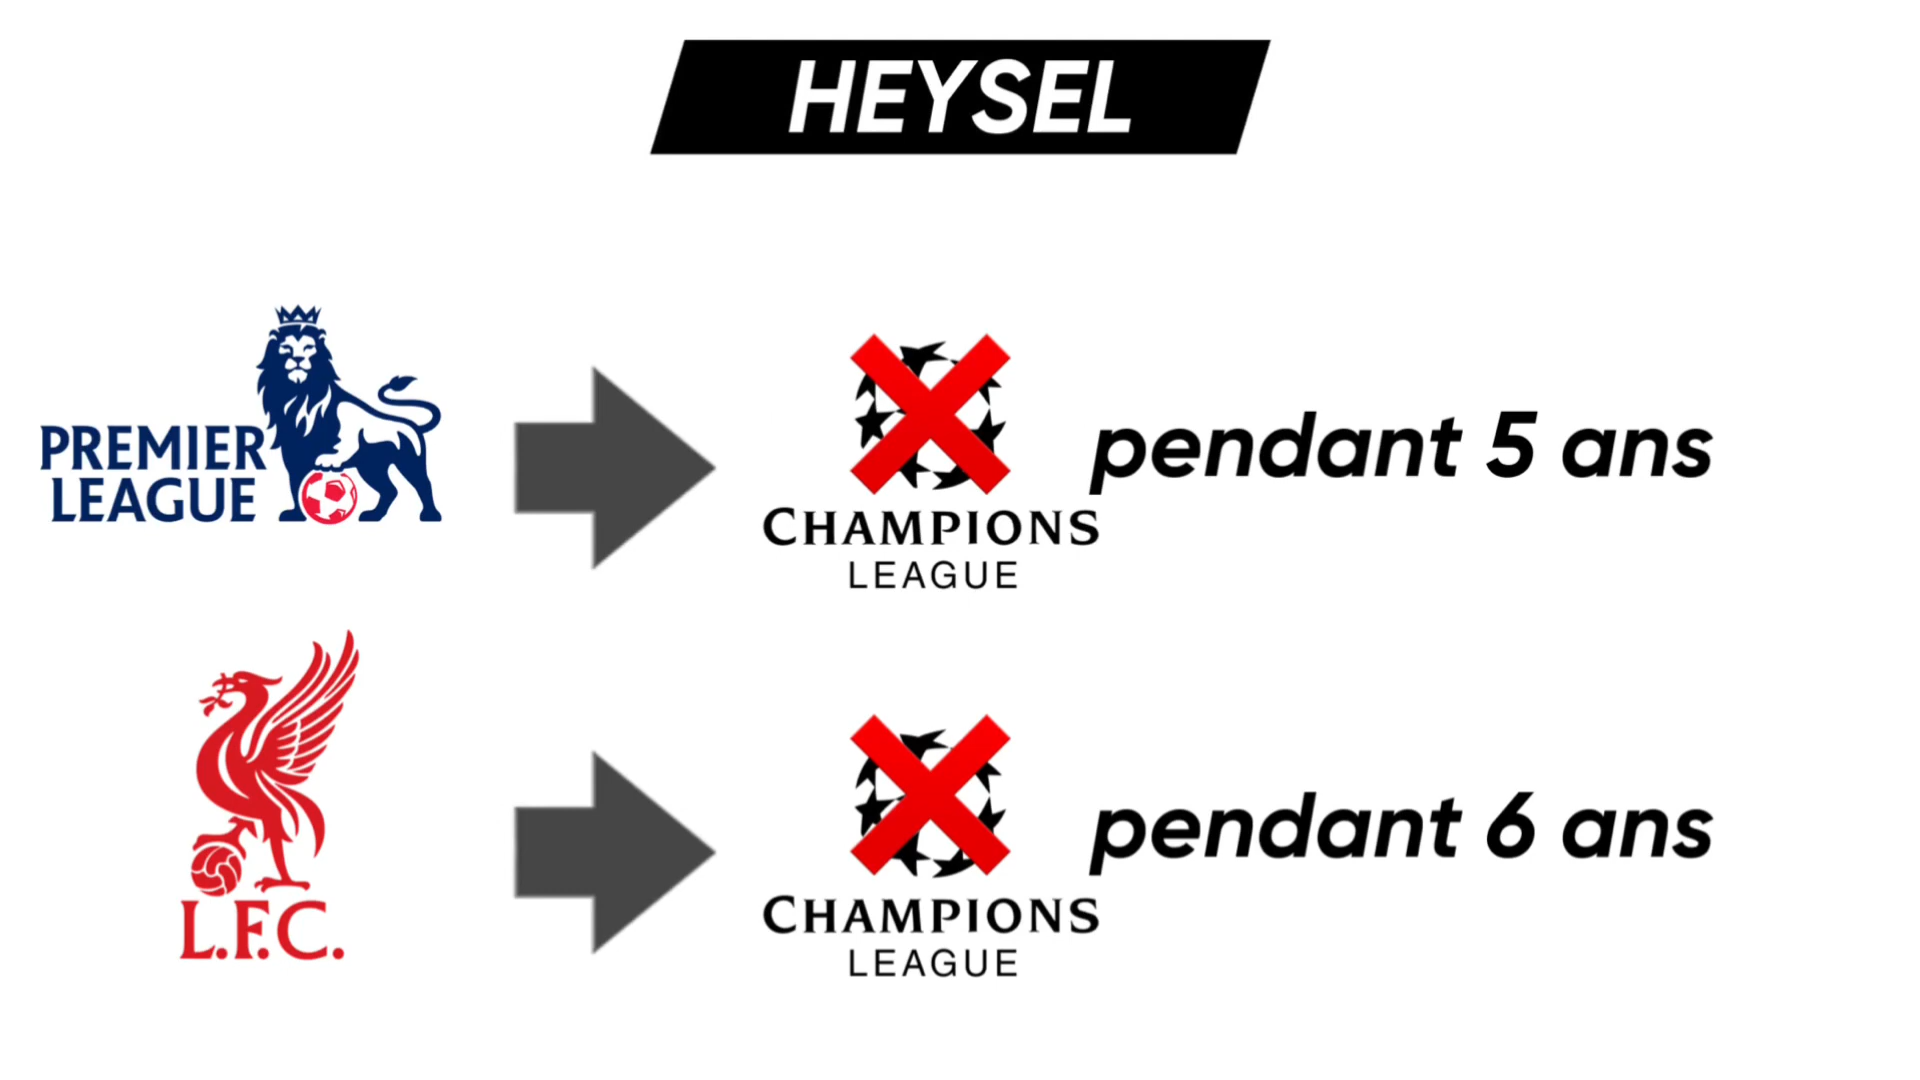 HEYSEL
PREMIER
LEAGUE
CHAMPIONS
LEAGUE
pendant 5 ans
L.F.C.
CHAMPIONS
LEAGUE
pendant 6 ans